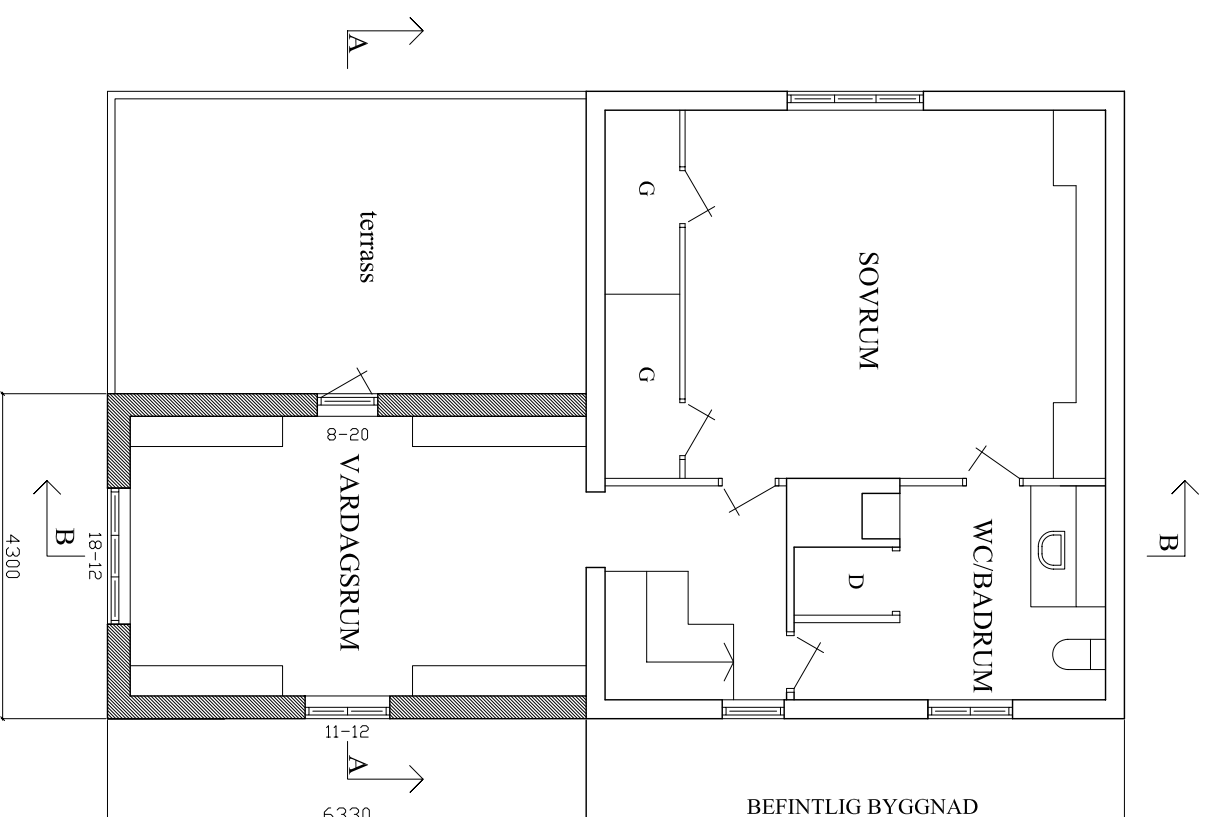 A
G
terrass
SOVRUM
G
8-20
VARDAGSRUM
B
18-12
4300
WC/BADRUM
B
D
11-12
A
6330
BEFINTLIG BYGGNAD